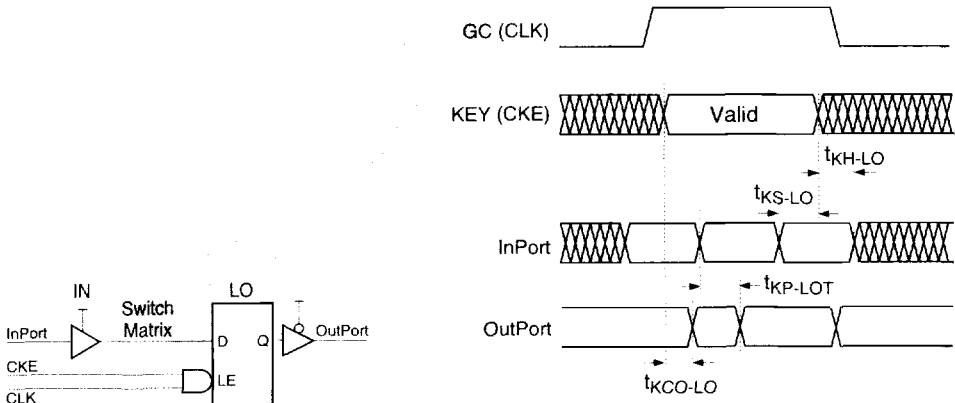 GC (CLK)
KEY (CKE)
Valid
tKH-LO
tKS-LO
InPort
tKP-LOT
OutPort
tKCO-LO
IN
LO
Switch
Matrix
InPort
D
Q
OutPort
CKE
LE
CLK